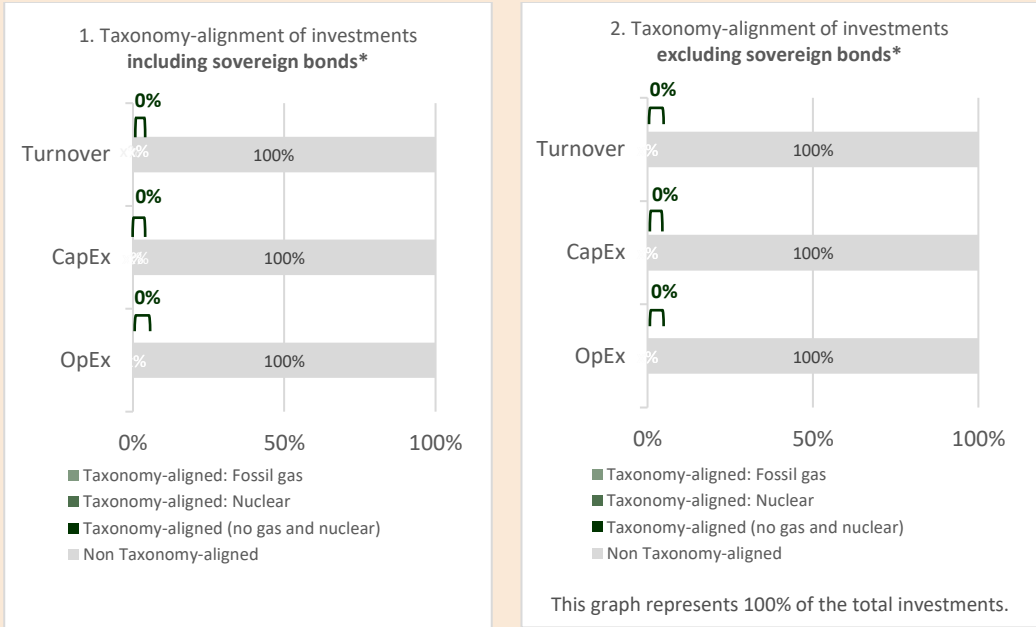 1. Taxonomy-alignment of investments
including sovereign bonds*
0%
Turnover
100%
0%
CapEx
100%
0%
OpEx
%
100%
0% 50% 100%
Taxonomy-aligned: Fossil gas
Taxonomy-aligned: Nuclear
Taxonomy-aligned (no gas and nuclear)
Non Taxonomy-aligned
2. Taxonomy-alignment of investments
excluding sovereign bonds*
0%
Turnover
%
100%
0%
CapEx
%
100%
0%
OpEx
%
100%
0% 50% 100%
Taxonomy-aligned: Fossil gas
Taxonomy-aligned: Nuclear
Taxonomy-aligned (no gas and nuclear)
Non Taxonomy-aligned
This graph represents 100% of the total investments.